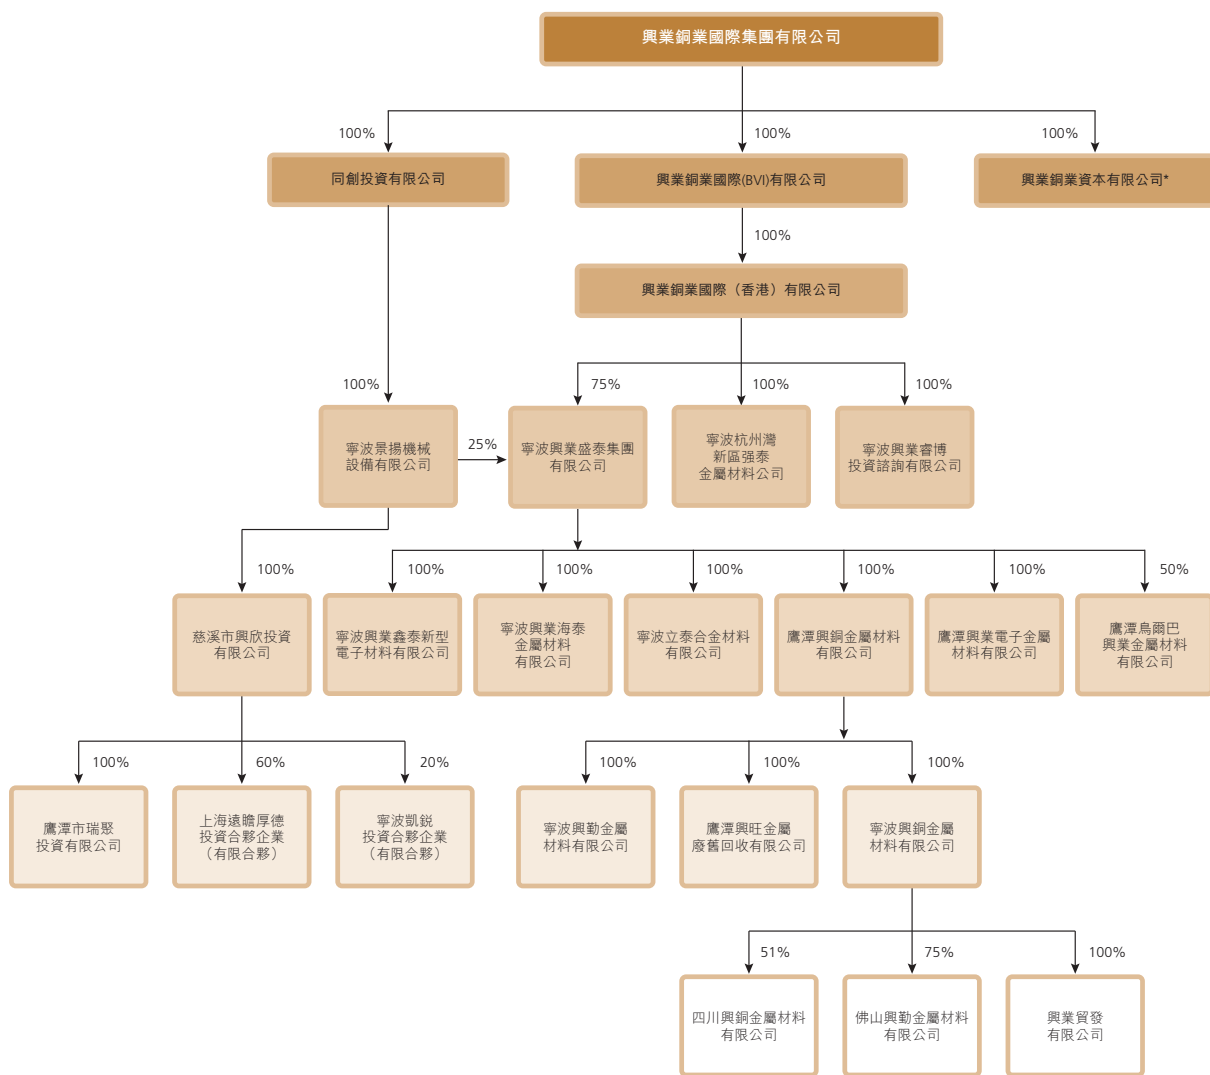 興業銅業國際集團有限公司
100%
100%
100%
同創投資有限公司
興業銅業國際(BVI)有限公司
興業銅業資本有限公司*
100%
興業銅業國際（香港）有限公司
100%
75%
100%
100%
寧波景揚機械
設備有限公司
25%
寧波興業盛泰集團
有限公司
寧波杭州灣
新區强泰
金屬材料公司
寧波興業睿博
投資諮詢有限公司
100%
100%
100%
100%
100%
100%
50%
慈溪市興欣投資
有限公司
寧波興業鑫泰新型
電子材料有限公司
寧波興業海泰
金屬材料
有限公司
寧波立泰合金材料
有限公司
鷹潭興銅金屬材料
有限公司
鷹潭興業電子金屬
材料有限公司
鷹潭烏爾巴
興業金屬材料
有限公司
100%
60%
20%
100%
100%
100%
鷹潭市瑞聚
投資有限公司
上海遠瞻厚德
投資合夥企業
（有限合夥）
寧波凱銳
投資合夥企業
（有限合夥）
寧波興勤金屬
材料有限公司
鷹潭興旺金屬
廢舊回收有限公司
寧波興銅金屬
材料有限公司
51%
75%
100%
四川興銅金屬材料
有限公司
佛山興勤金屬材料
有限公司
興業貿發
有限公司